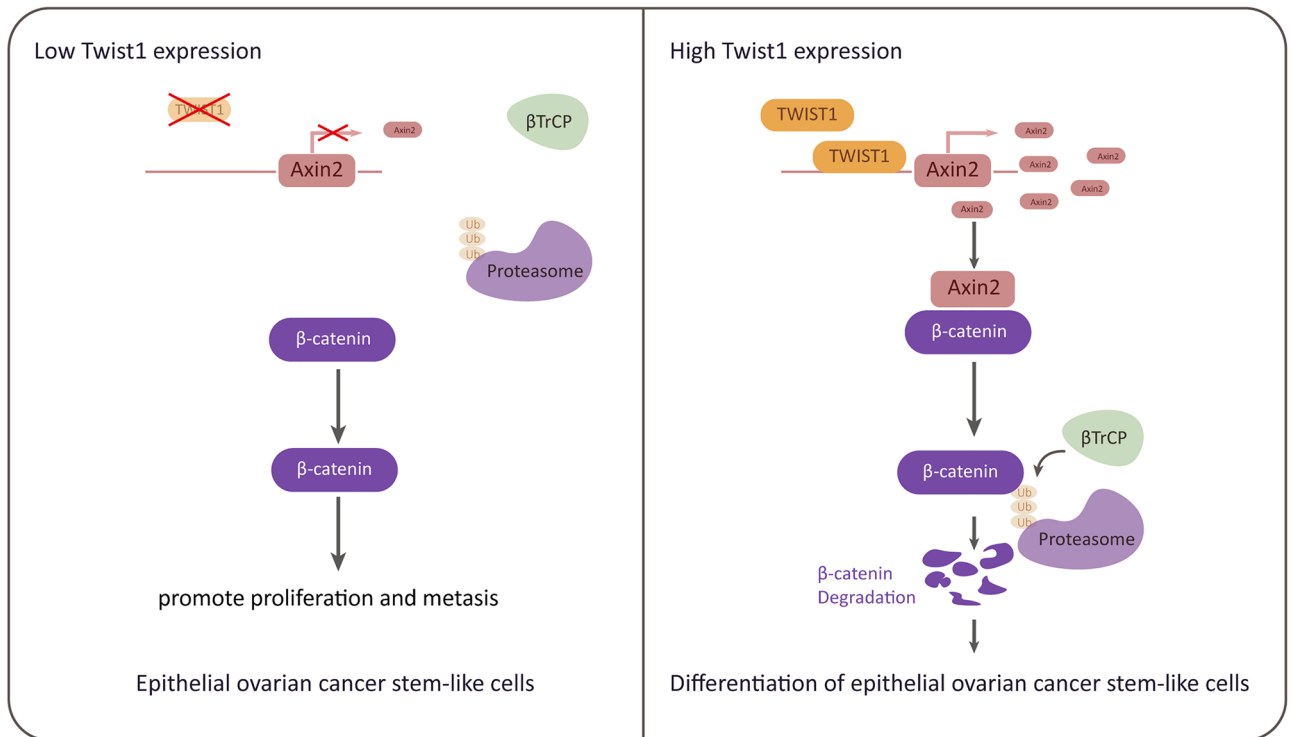 Low Twist1 expression
TWIST1
Axin2
Axin2
βTrCP
Ub
Ub
Ub
Proteasome
β-catenin
β-catenin
promote proliferation and metasis
Epithelial ovarian cancer stem-like cells
High Twist1 expression
TWIST1
TWIST1
Axin2
Axin2
Axin2
Axin2
Axin2
Axin2
Axin2
Axin2
β-catenin
β-catenin
βTrCP
Ub
Ub
Ub
Proteasome
β-catenin
Degradation
Differentiation of epithelial ovarian cancer stem-like cells